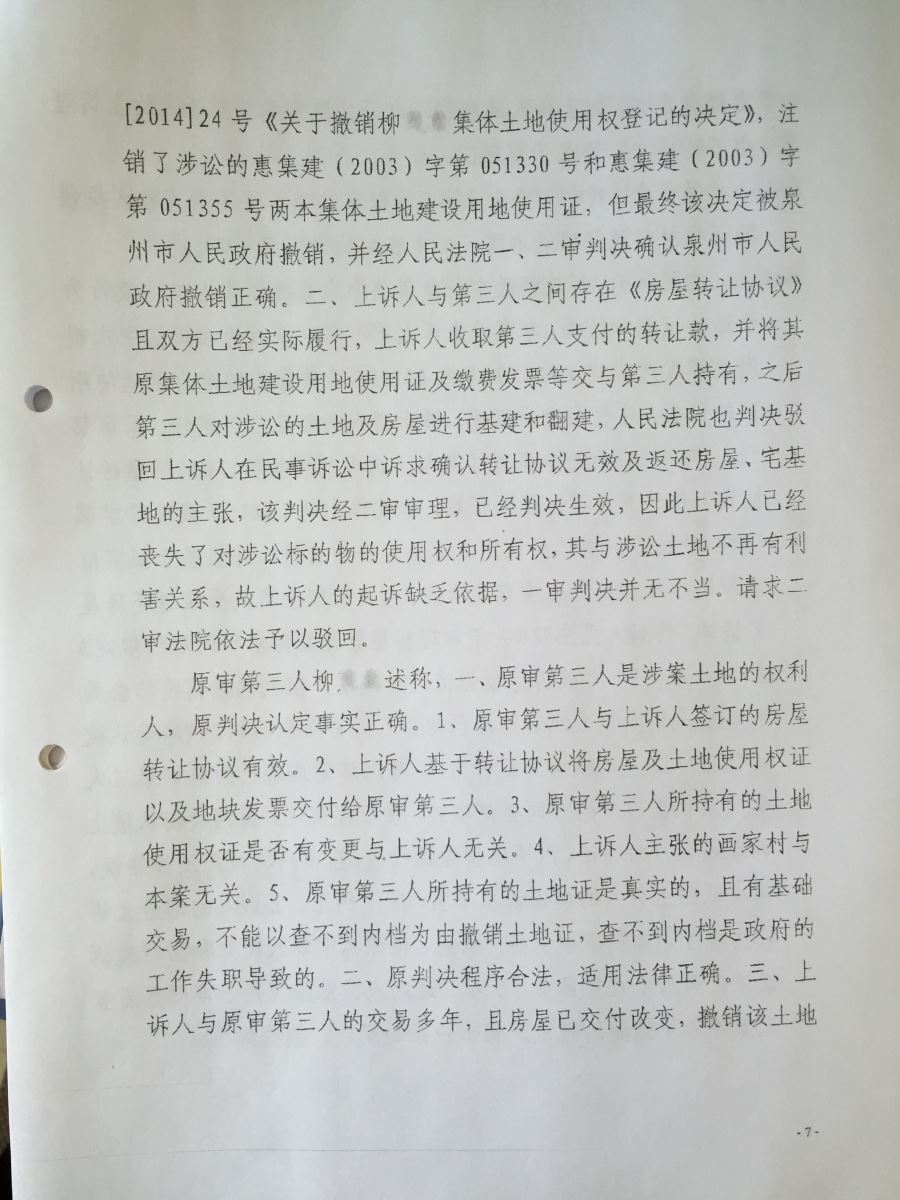 [2014]24 号《关于撤销柳 集体土地使用权登记的决定》，注
销了涉讼的惠集建（2003）字第 051330 号和惠集建（2003）字
第 051355 号两本集体土地建设用地使用证，但最终该决定被泉
州市人民政府撤销，并经人民法院一、二审判决确认泉州市人民
政府撤销正确。二、上诉人与第三人之间存在《房屋转让协议》
且双方已经实际履行，上诉人收取第三人支付的转让款，并将其
原集体土地建设用地使用证及缴费发票等交与第三人持有，之后
第三人对涉讼的土地及房屋进行基建和翻建，人民法院也判决驳
回上诉人在民事诉讼中诉求确认转让协议无效及返还房屋、宅基
地的主张，该判决经二审审理，已经判决生效，因此上诉人已经
丧失了对涉讼标的物的使用权和所有权，其与涉讼土地不再有利
害关系，故上诉人的起诉缺乏依据，一审判决并无不当。请求二
审法院依法予以驳回。
原审第三人柳 述称，一、原审第三人是涉案土地的权利
人，原判决认定事实正确。1、原审第三人与上诉人签订的房屋
转让协议有效。2、上诉人基于转让协议将房屋及土地使用权证
以及地块发票交付给原审第三人。3、原审第三人所持有的土地
使用权证是否有变更与上诉人无关。4、上诉人主张的画家村与
本案无关。5、原审第三人所持有的土地证是真实的，且有基础
交易，不能以查不到内档为由撤销土地证，查不到内档是政府的
工作失职导致的。二、原判决程序合法，适用法律正确。三、上
诉人与原审第三人的交易多年，且房屋已交付改变，撤销该土地
-7-